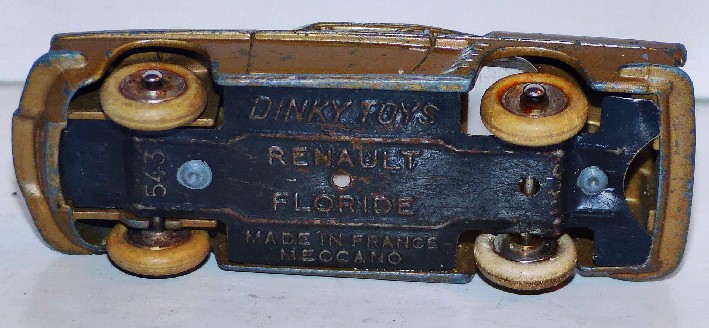 DINKY TOYS
543
RENAULT
FLORIDE
MADE IN FRANCE
MECCANO